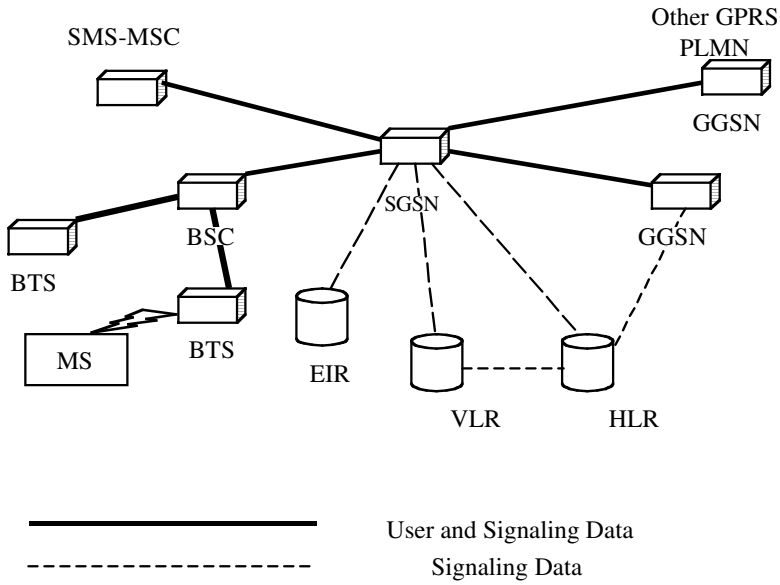 Other GPRS
PLMN
SMS-MSC
GGSN
SGSN
BSC
GGSN
BTS
BTS
MS
EIR
VLR
HLR
User and Signaling Data
Signaling Data